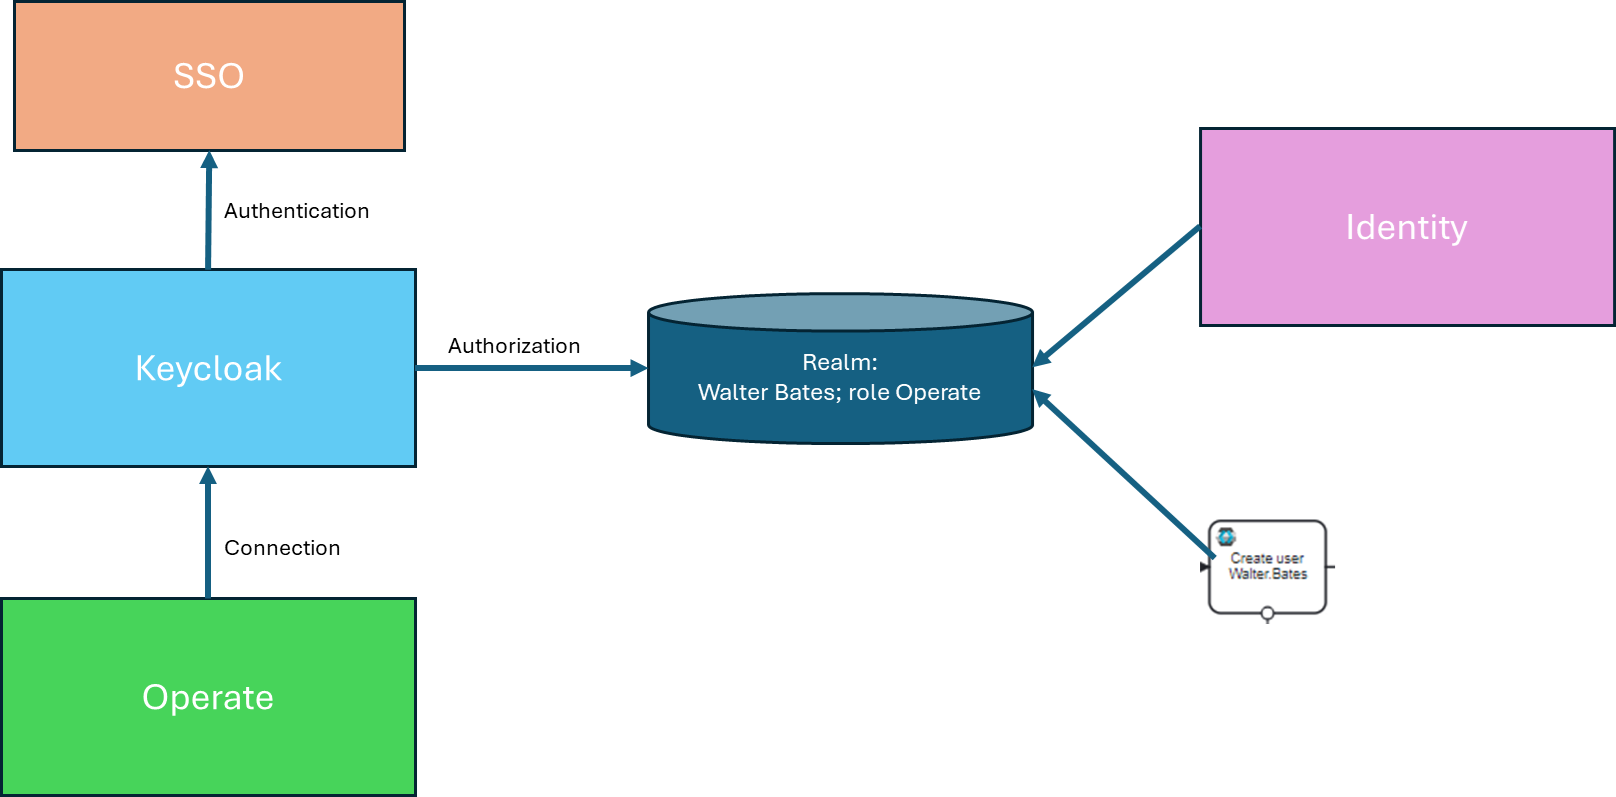 SSO
Authentication
Identity
Keycloak
Authorization
Realm:
Walter Bates; role Operate
Connection
Create user
Walter.Bates
Operate